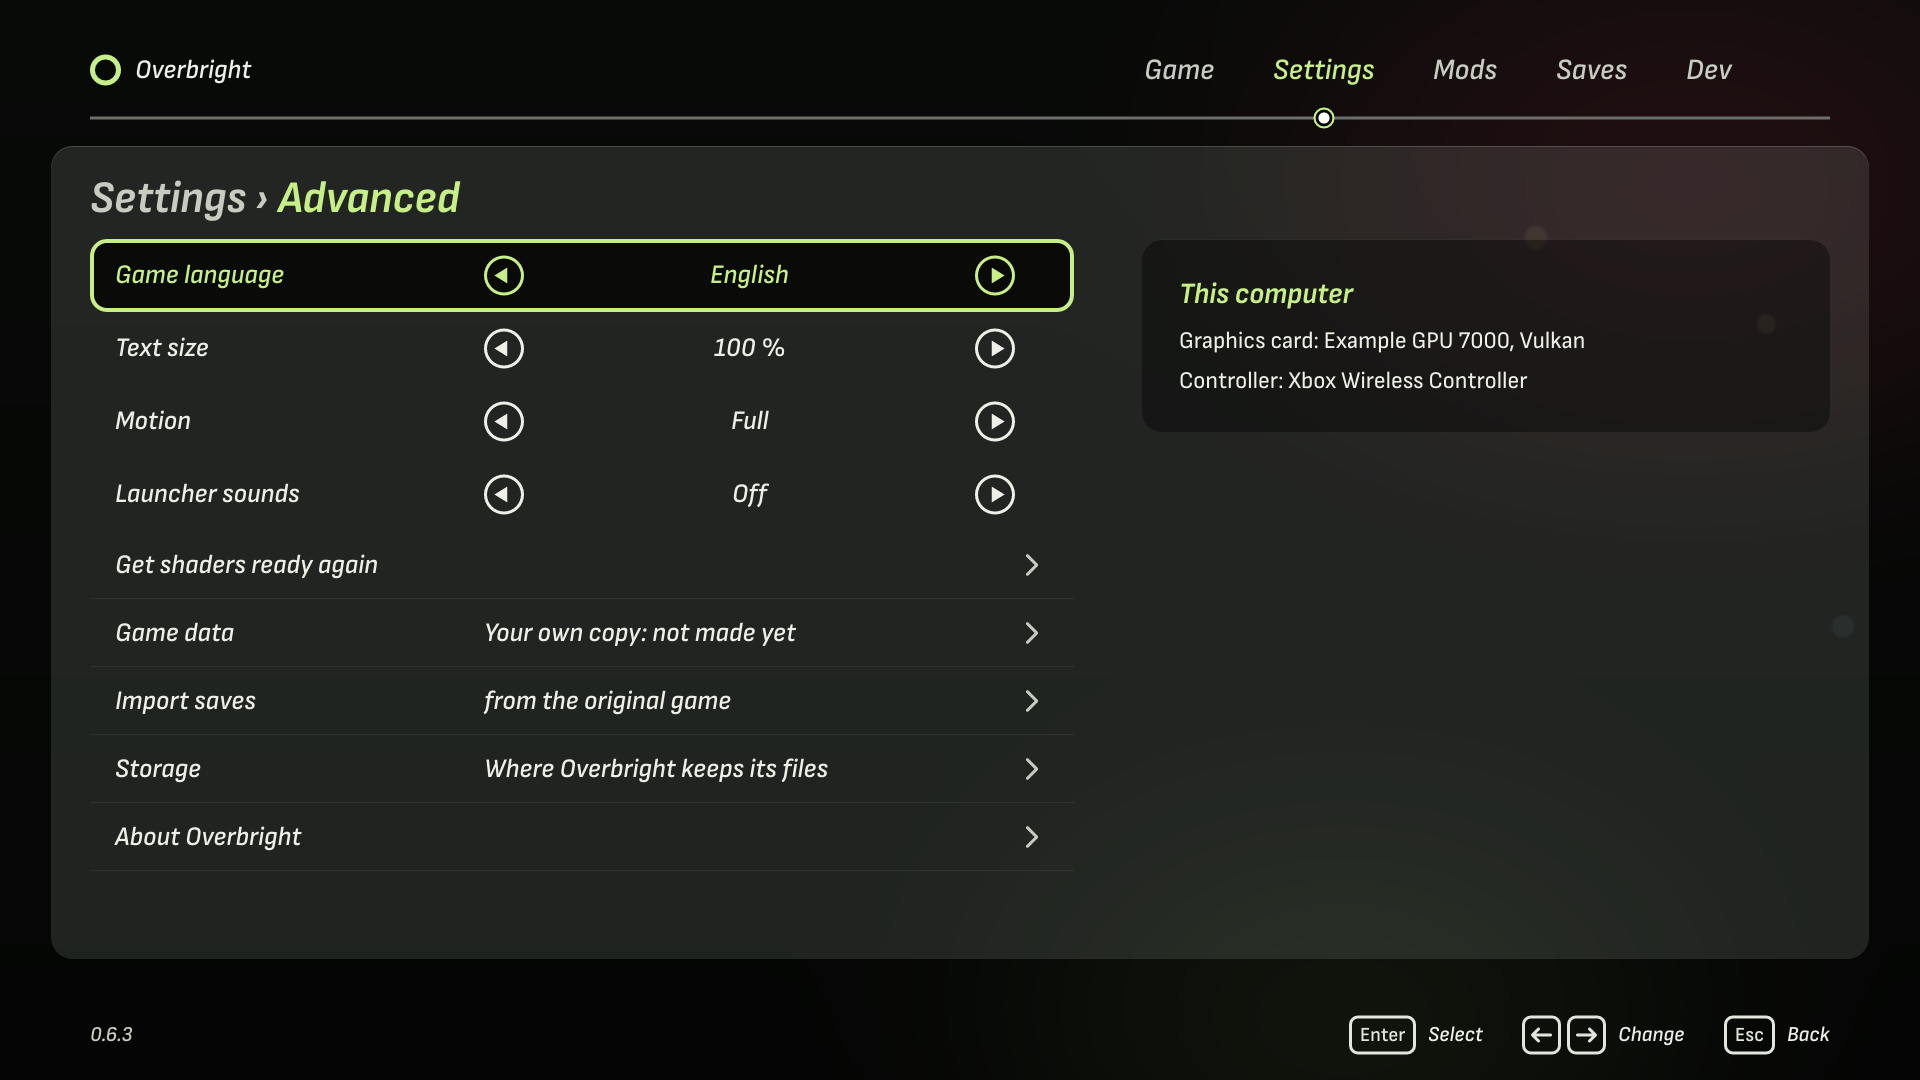 Overbright
Game
Settings
Mods
Saves
Dev
Settings › Advanced
Game language
English
Text size
100 %
Motion
Full
Launcher sounds
Off
Get shaders ready again
Game data
Your own copy: not made yet
Import saves
from the original game
Storage
Where Overbright keeps its files
About Overbright
This computer
Graphics card: Example GPU 7000, Vulkan
Controller: Xbox Wireless Controller
0.6.3
Enter Select
← → Change
Esc Back